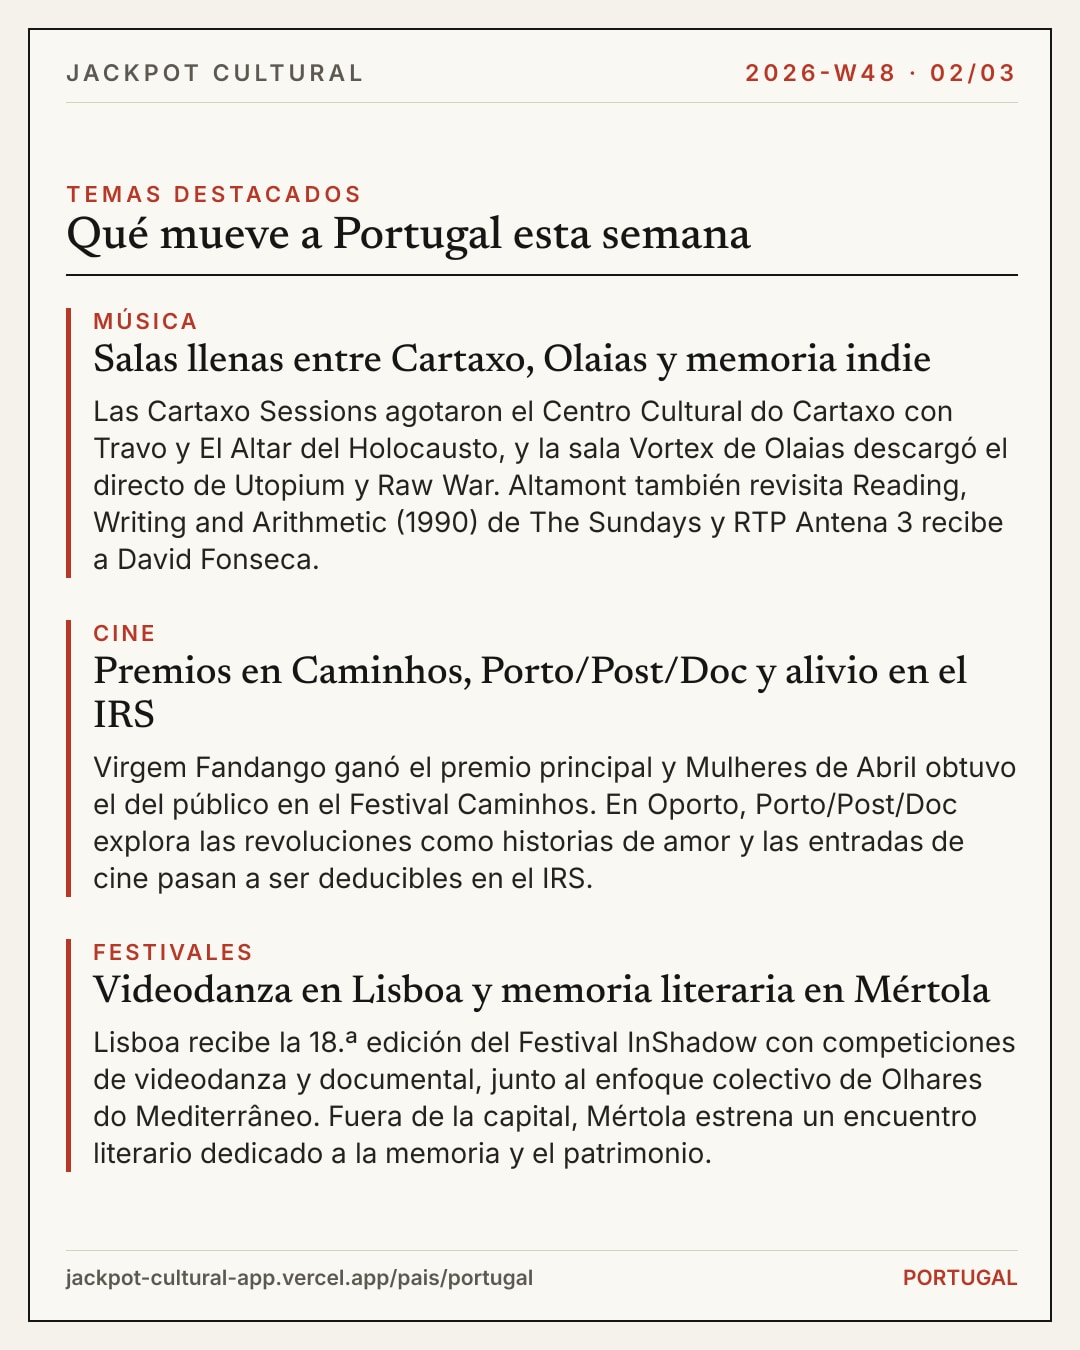 JACKPOT CULTURAL
2026-W48 · 02/03
TEMAS DESTACADOS
Qué mueve a Portugal esta semana
MÚSICA
Salas llenas entre Cartaxo, Olaias y memoria indie
Las Cartaxo Sessions agotaron el Centro Cultural do Cartaxo con
Travo y El Altar del Holocausto, y la sala Vortex de Olaias descargó el
directo de Utopium y Raw War. Altamont también revisita Reading,
Writing and Arithmetic (1990) de The Sundays y RTP Antena 3 recibe
a David Fonseca.
CINE
Premios en Caminhos, Porto/Post/Doc y alivio en el
IRS
Virgem Fandango ganó el premio principal y Mulheres de Abril obtuvo
el del público en el Festival Caminhos. En Oporto, Porto/Post/Doc
explora las revoluciones como historias de amor y las entradas de
cine pasan a ser deducibles en el IRS.
FESTIVALES
Videodanza en Lisboa y memoria literaria en Mértola
Lisboa recibe la 18.ª edición del Festival InShadow con competiciones
de videodanza y documental, junto al enfoque colectivo de Olhares
do Mediterrâneo. Fuera de la capital, Mértola estrena un encuentro
literario dedicado a la memoria y el patrimonio.
jackpot-cultural-app.vercel.app/pais/portugal
PORTUGAL